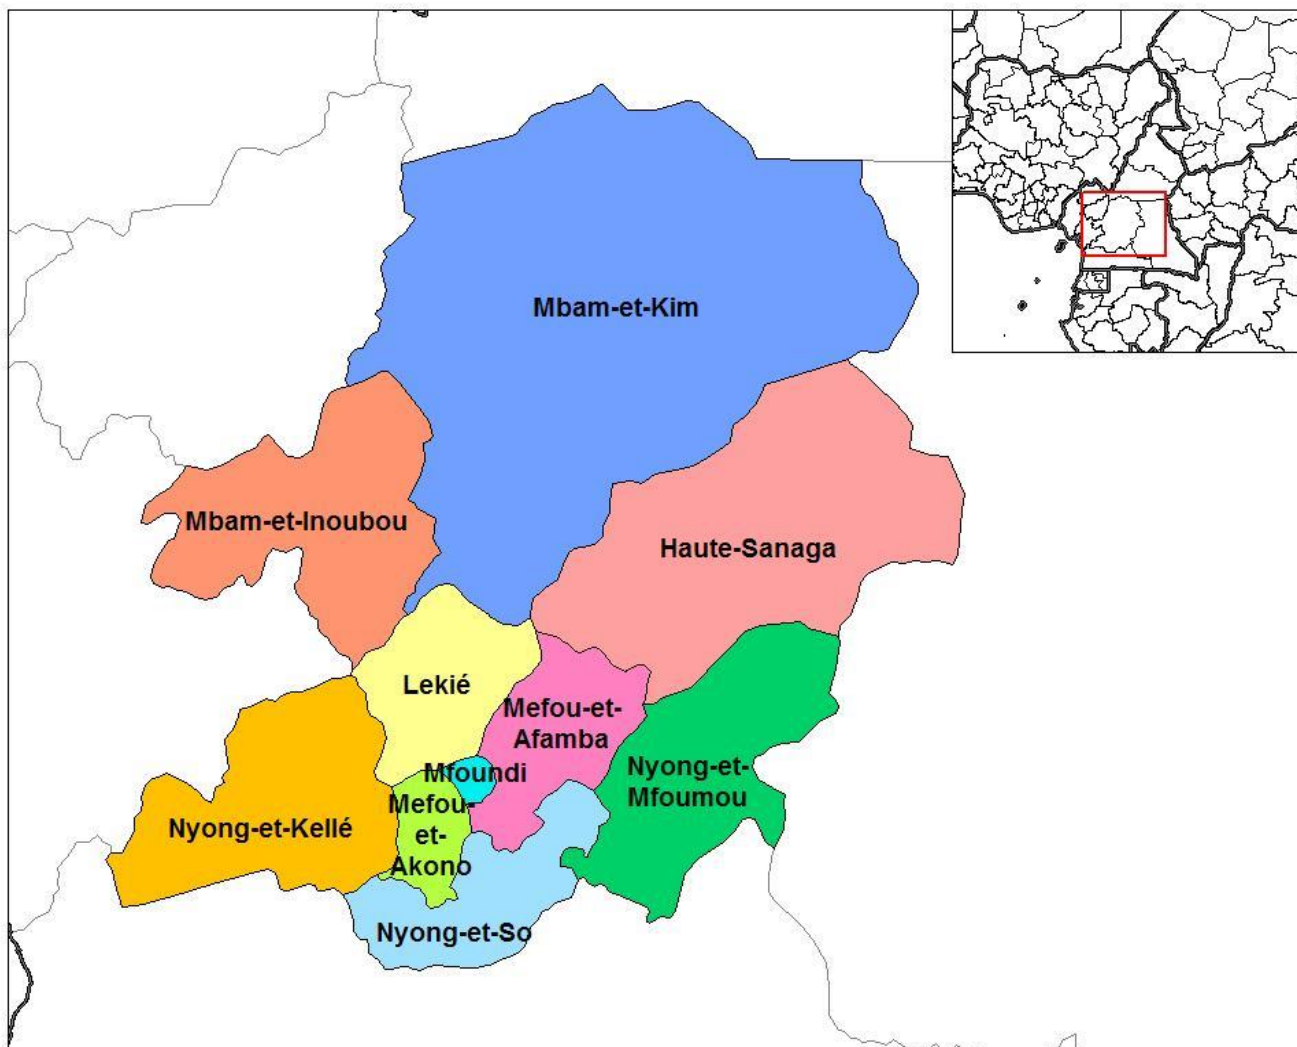 Mbam-et-Kim
Mbam-et-Inoubou
Haute-Sanaga
Lekié
Mefou-et-
Afamba
Mfoundi
Nyong-et-
Mfoumou
Mefou-
et-
Akono
Nyong-et-Kellé
Nyong-et-So